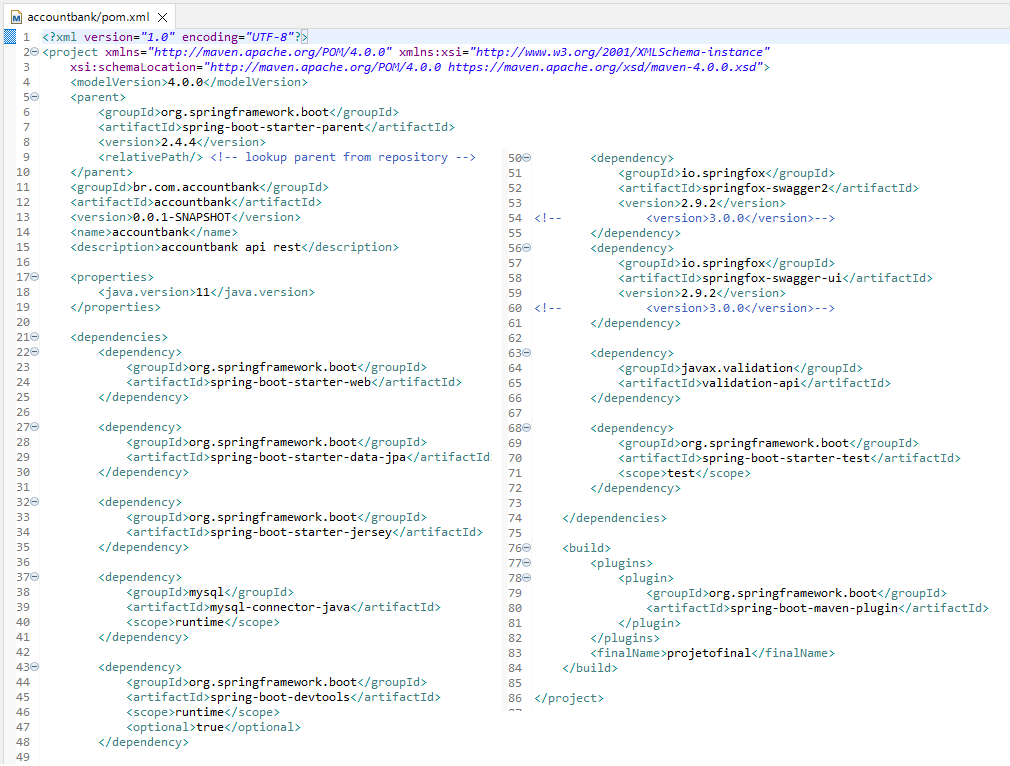 accountbank/pom.xml
1 <?xml version="1.0" encoding="UTF-8"?>
2 <project xmlns="http://maven.apache.org/POM/4.0.0" xmlns:xsi="http://www.w3.org/2001/XMLSchema-instance"
3     xsi:schemaLocation="http://maven.apache.org/POM/4.0.0 https://maven.apache.org/xsd/maven-4.0.0.xsd">
4     <modelVersion>4.0.0</modelVersion>
5     <parent>
6         <groupId>org.springframework.boot</groupId>
7         <artifactId>spring-boot-starter-parent</artifactId>
8         <version>2.4.4</version>
9         <relativePath/> <!-- lookup parent from repository -->
10     </parent>
11     <groupId>br.com.accountbank</groupId>
12     <artifactId>accountbank</artifactId>
13     <version>0.0.1-SNAPSHOT</version>
14     <name>accountbank</name>
15     <description>accountbank api rest</description>
16
17     <properties>
18         <java.version>11</java.version>
19     </properties>
20
21     <dependencies>
22         <dependency>
23             <groupId>org.springframework.boot</groupId>
24             <artifactId>spring-boot-starter-web</artifactId>
25         </dependency>
26
27         <dependency>
28             <groupId>org.springframework.boot</groupId>
29             <artifactId>spring-boot-starter-data-jpa</artifactId
30         </dependency>
31
32         <dependency>
33             <groupId>org.springframework.boot</groupId>
34             <artifactId>spring-boot-starter-jersey</artifactId>
35         </dependency>
36
37         <dependency>
38             <groupId>mysql</groupId>
39             <artifactId>mysql-connector-java</artifactId>
40             <scope>runtime</scope>
41         </dependency>
42
43         <dependency>
44             <groupId>org.springframework.boot</groupId>
45             <artifactId>spring-boot-devtools</artifactId>
46             <scope>runtime</scope>
47             <optional>true</optional>
48         </dependency>
49
50         <dependency>
51             <groupId>io.springfox</groupId>
52             <artifactId>springfox-swagger2</artifactId>
53             <version>2.9.2</version>
54 <!--            <version>3.0.0</version>-->
55         </dependency>
56         <dependency>
57             <groupId>io.springfox</groupId>
58             <artifactId>springfox-swagger-ui</artifactId>
59             <version>2.9.2</version>
60 <!--            <version>3.0.0</version>-->
61         </dependency>
62
63         <dependency>
64             <groupId>javax.validation</groupId>
65             <artifactId>validation-api</artifactId>
66         </dependency>
67
68         <dependency>
69             <groupId>org.springframework.boot</groupId>
70             <artifactId>spring-boot-starter-test</artifactId>
71             <scope>test</scope>
72         </dependency>
73
74     </dependencies>
75
76     <build>
77         <plugins>
78             <plugin>
79                 <groupId>org.springframework.boot</groupId>
80                 <artifactId>spring-boot-maven-plugin</artifactId>
81             </plugin>
82         </plugins>
83         <finalName>projetofinal</finalName>
84     </build>
85
86 </project>